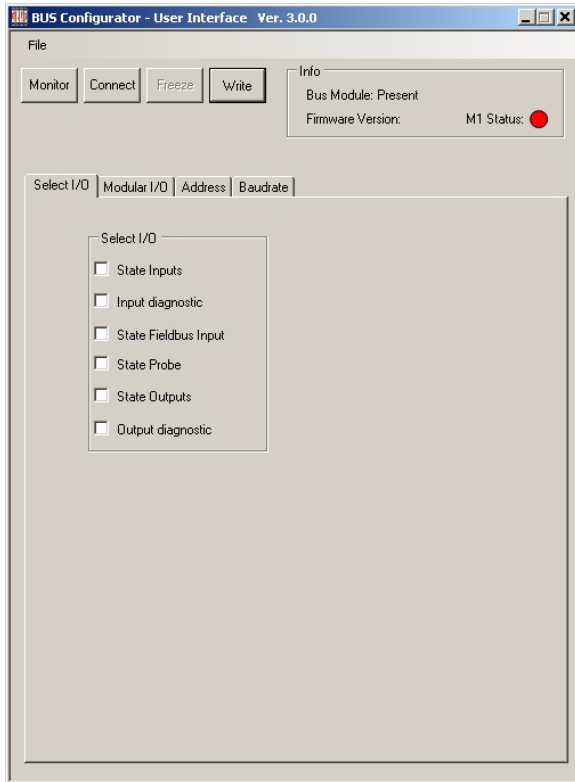 BUS Configurator - User Interface Ver. 3.0.0
File
Monitor Connect Freeze Write
Info
Bus Module: Present
Firmware Version: M1 Status:
Select I/O Modular I/O Address Baudrate
Select I/O
State Inputs
Input diagnostic
State Fieldbus Input
State Probe
State Outputs
Output diagnostic